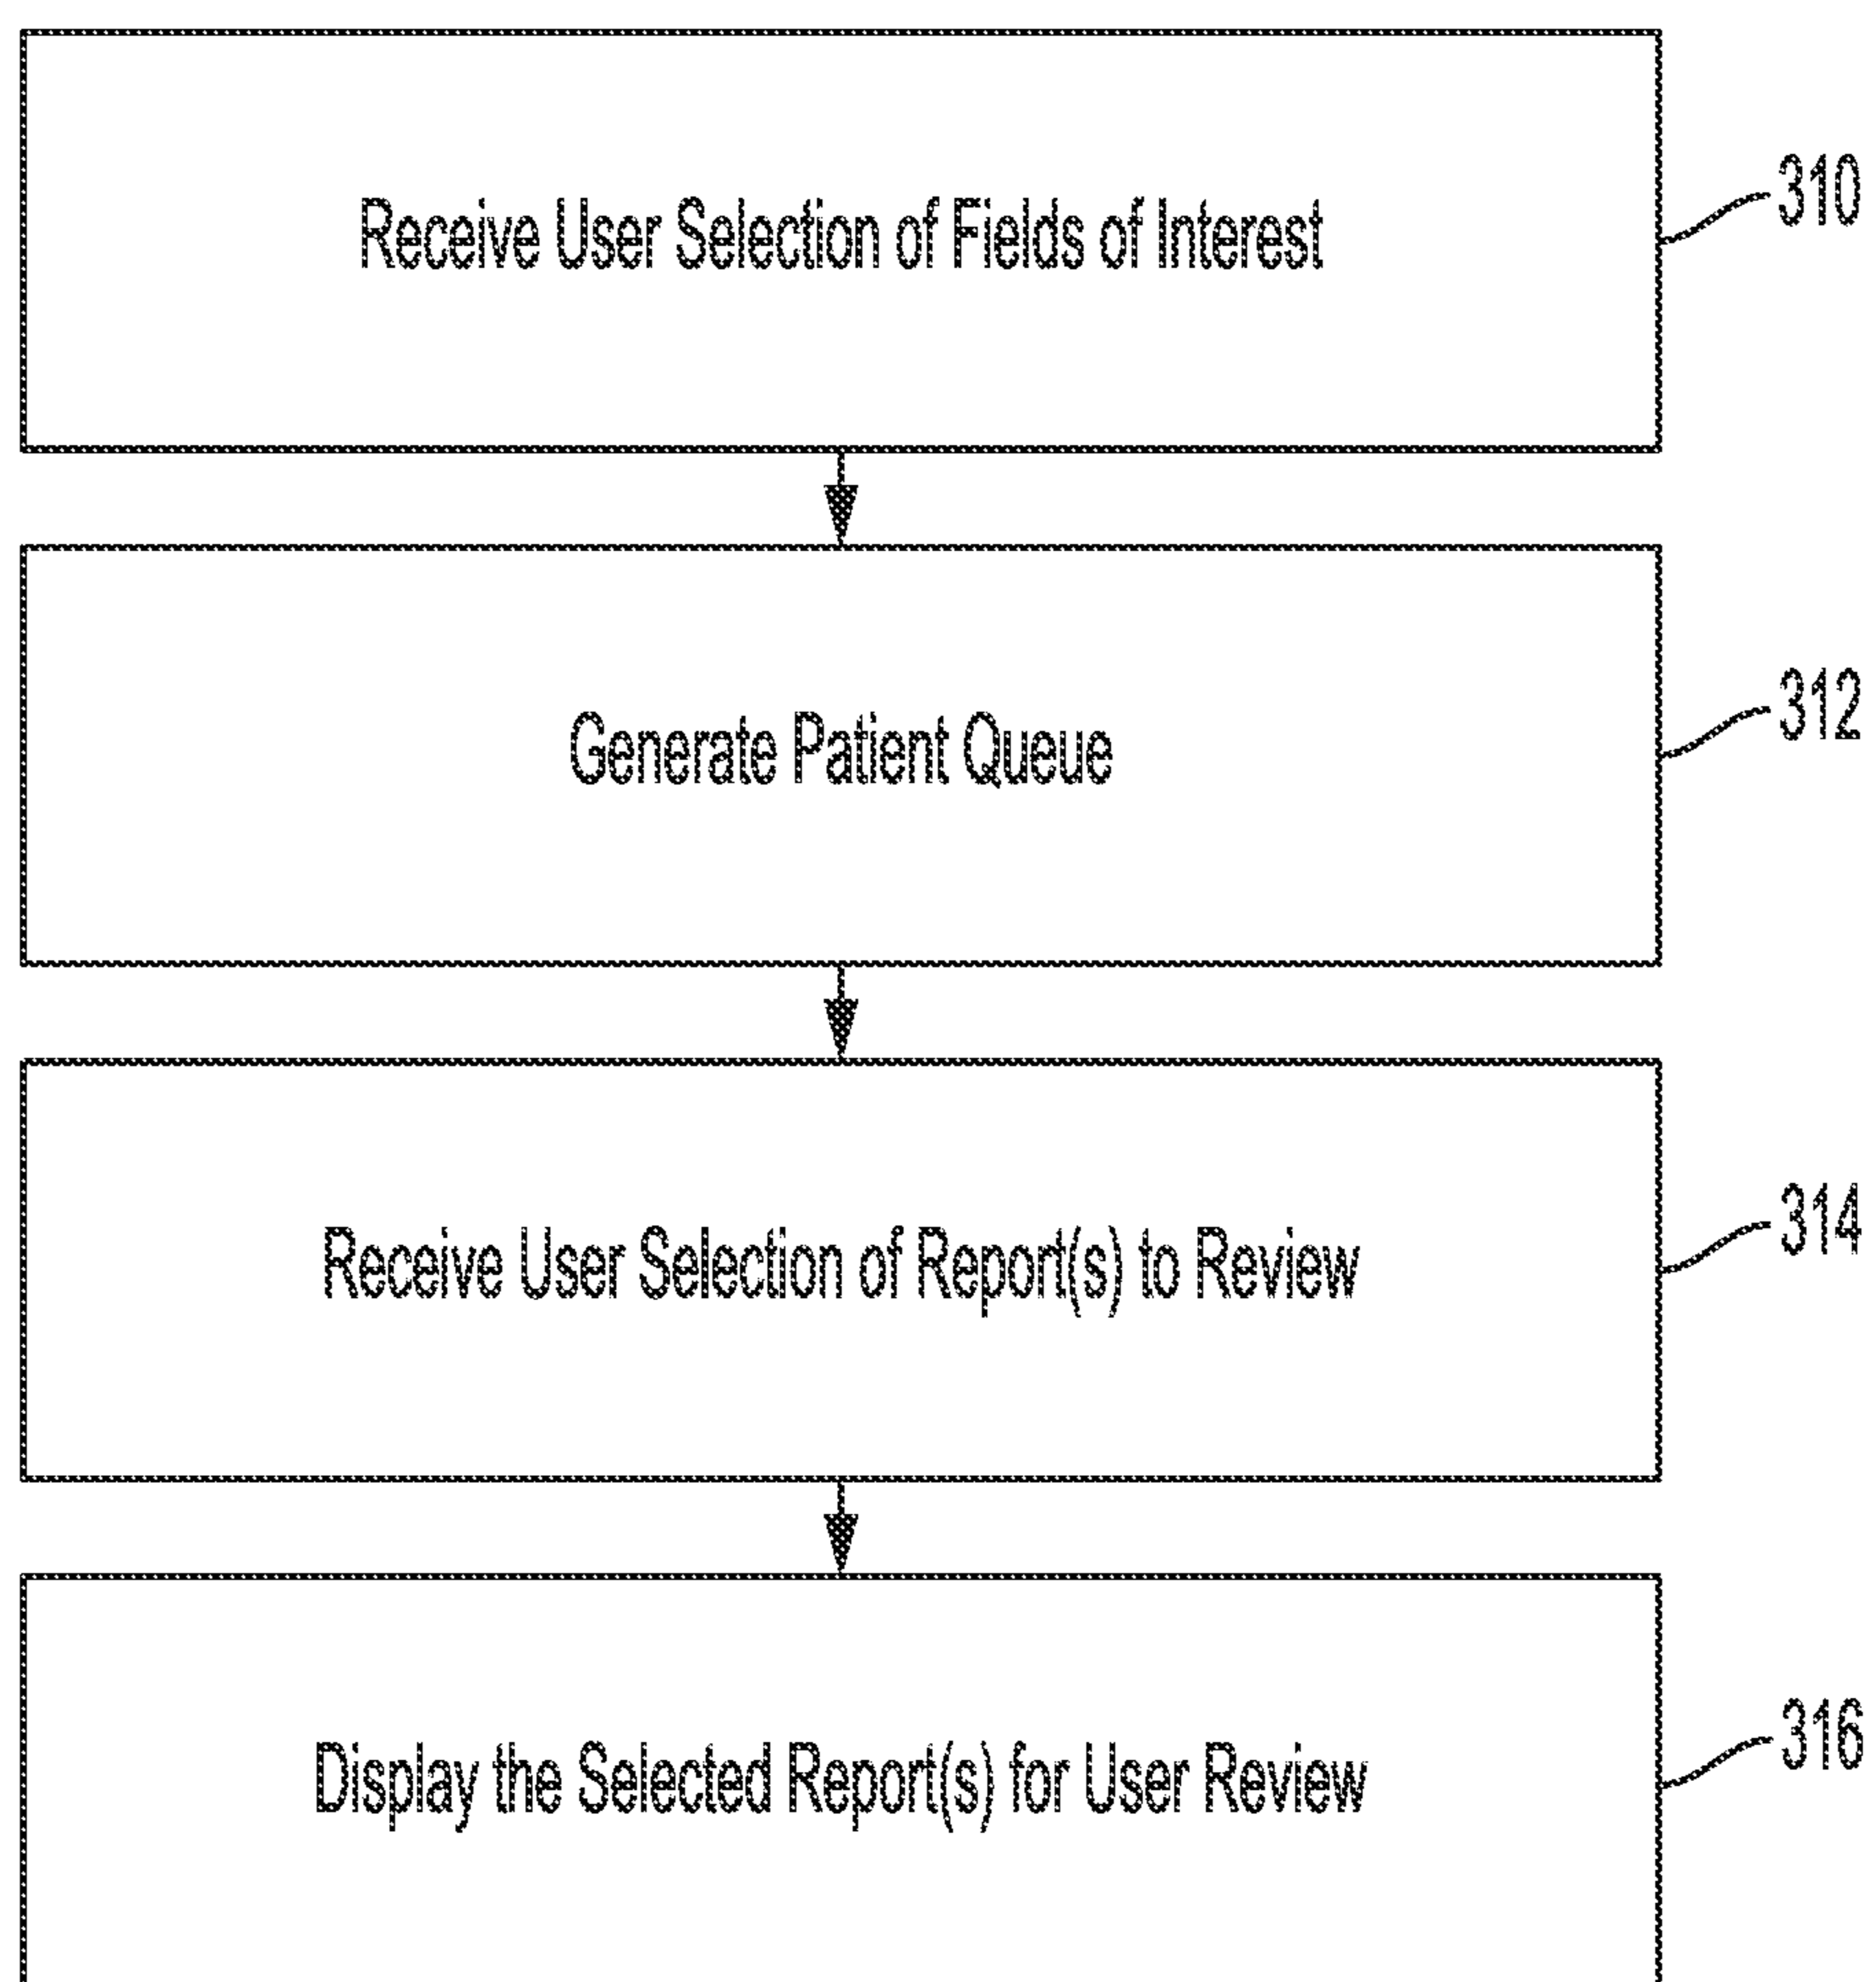 Receive User Selection of Fields of Interest
310
Generate Patient Queue
312
Receive User Selection of Report(s) to Review
314
Display the Selected Report(s) for User Review
316